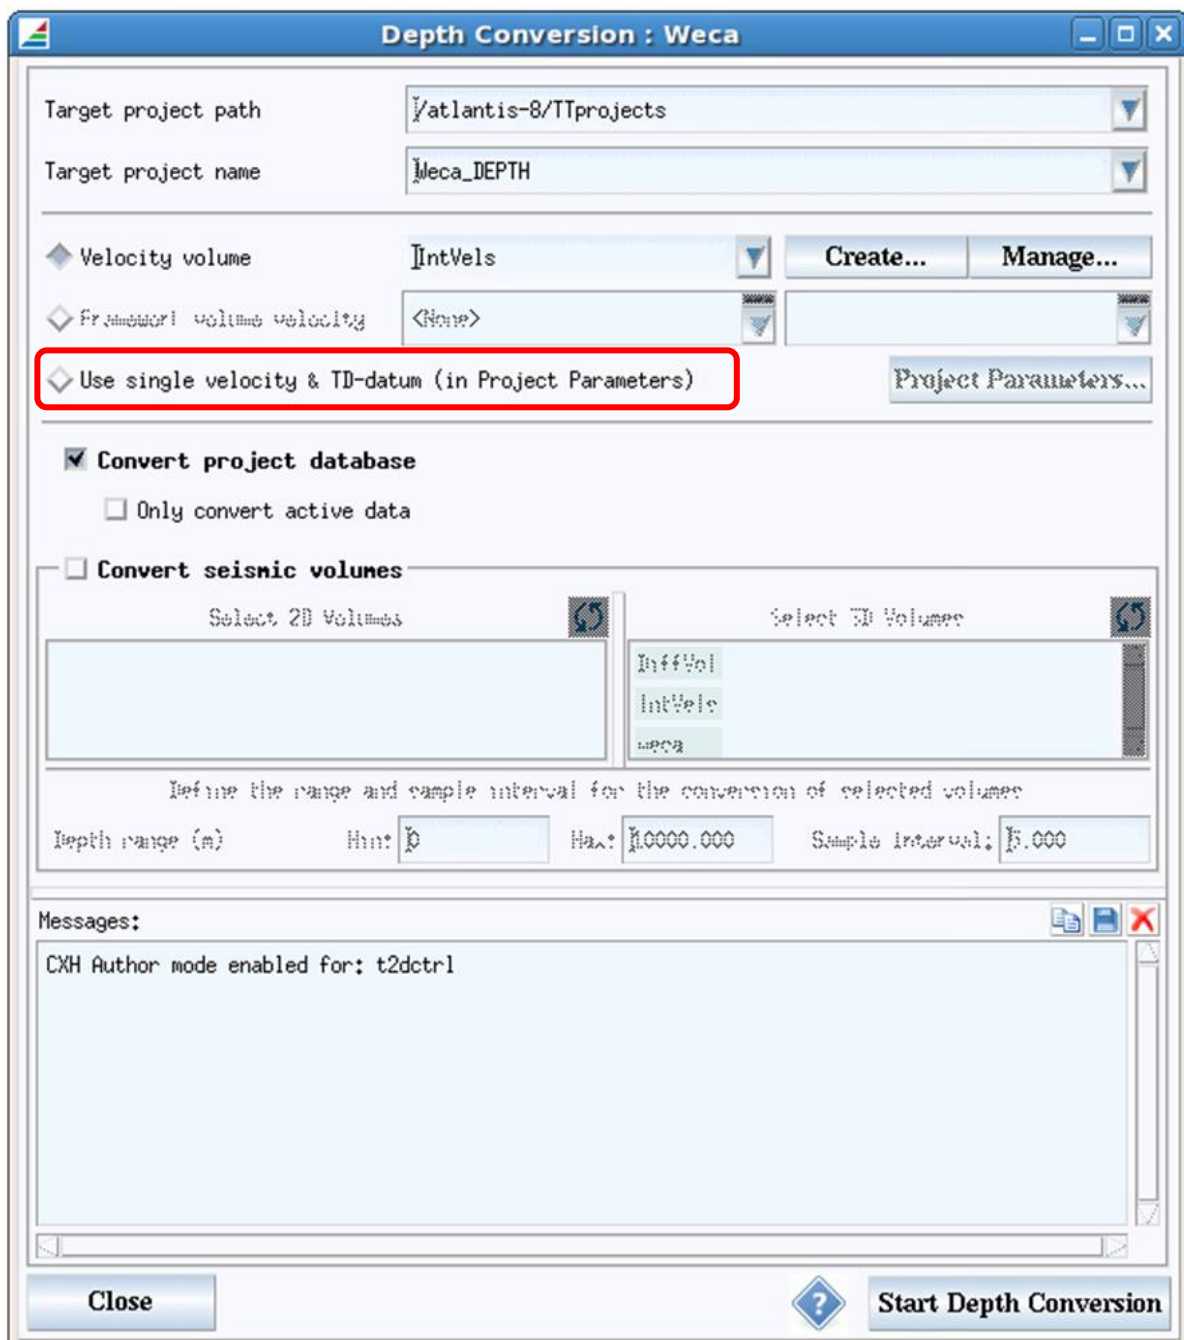 Depth Conversion : Weca
Target project path /atlantis-8/TTprojects
Target project name Weca_DEPTH
Velocity volume IntVels Create... Manage...
Framework volume velocity <None>
Use single velocity & TD-datum (in Project Parameters) Project Parameters...
Convert project database
Only convert active data
Convert seismic volumes
Select 2D Volumes Select 3D Volumes
IntVels
weca
Define the range and sample interval for the conversion of selected volumes
Depth range (m) Min: 0 Max: 10000.000 Sample Interval: 5.000
Messages:
CXH Author mode enabled for: t2dctrl
Close ? Start Depth Conversion